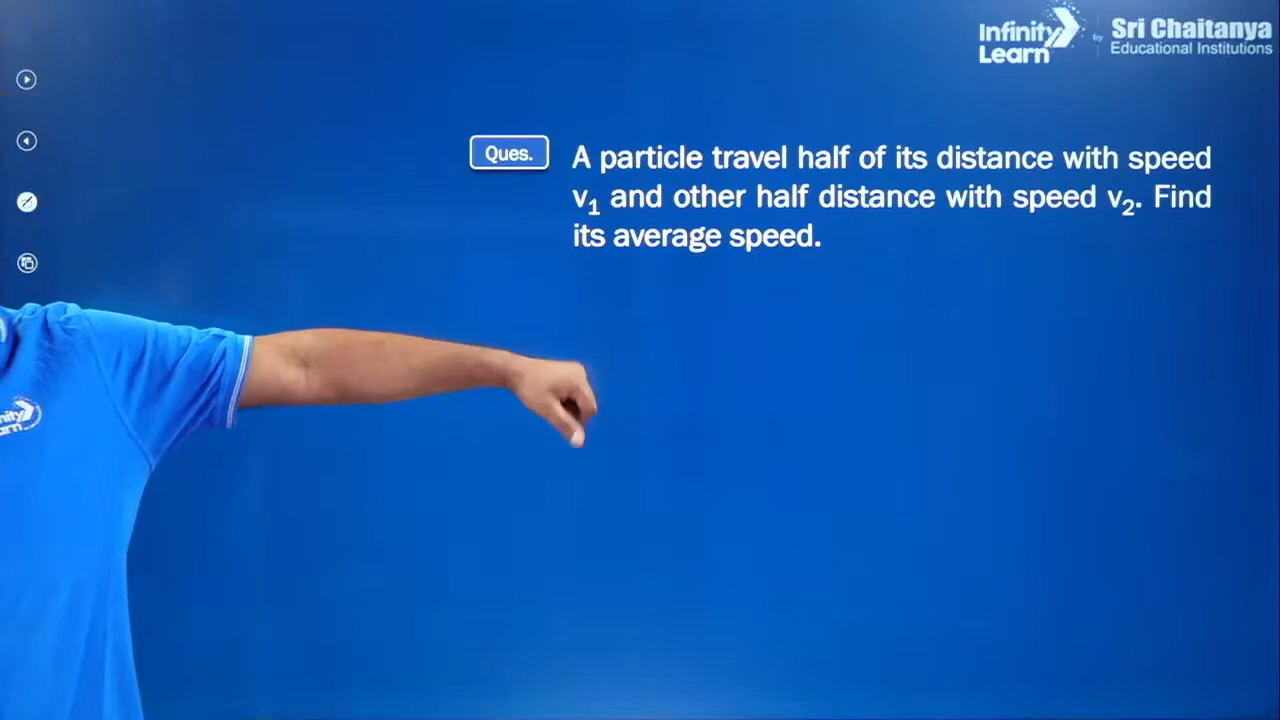 Infinity Learn by Sri Chaitanya Educational Institutions
Ques.
A particle travel half of its distance with speed
v₁ and other half distance with speed v₂. Find
its average speed.